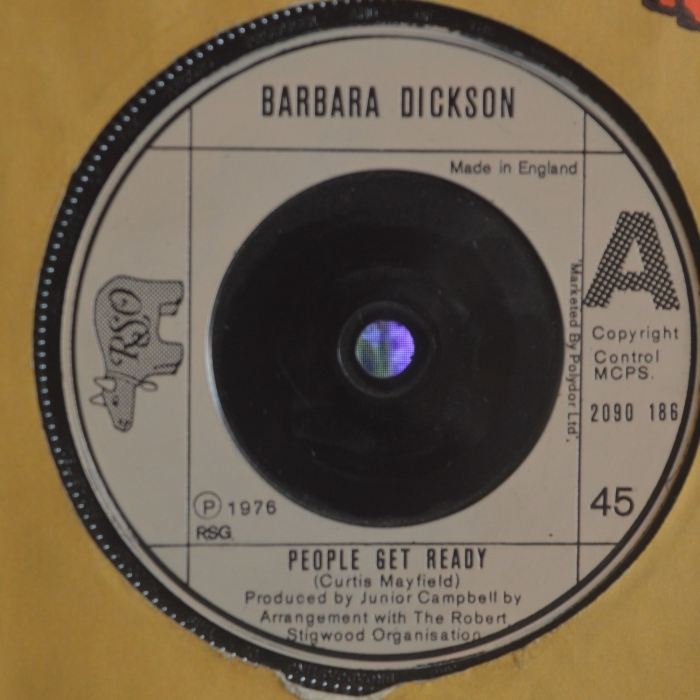 BARBARA DICKSON
Made in England
RSO
A
Marketed By Polydor Ltd.
Copyright
Control
MCPS.
2090 186
45
Ⓟ 1976
RSG.
PEOPLE GET READY
(Curtis Mayfield)
Produced by Junior Campbell by
Arrangement with The Robert
Stigwood Organisation